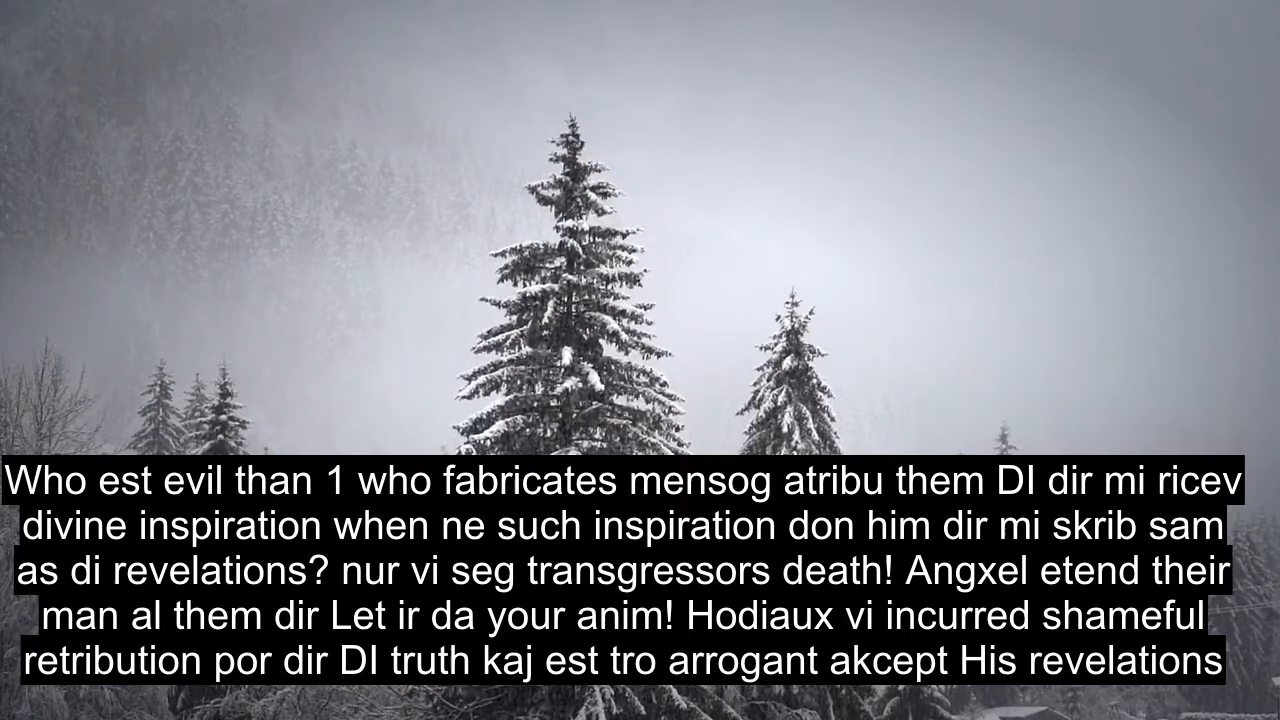 Who est evil than 1 who fabricates mensog atribu them DI dir mi ricev
divine inspiration when ne such inspiration don him dir mi skrib sam
as di revelations? nur vi seg transgressors death! Angxel etend their
man al them dir Let ir da your anim! Hodiaux vi incurred shameful
retribution por dir DI truth kaj est tro arrogant akcept His revelations